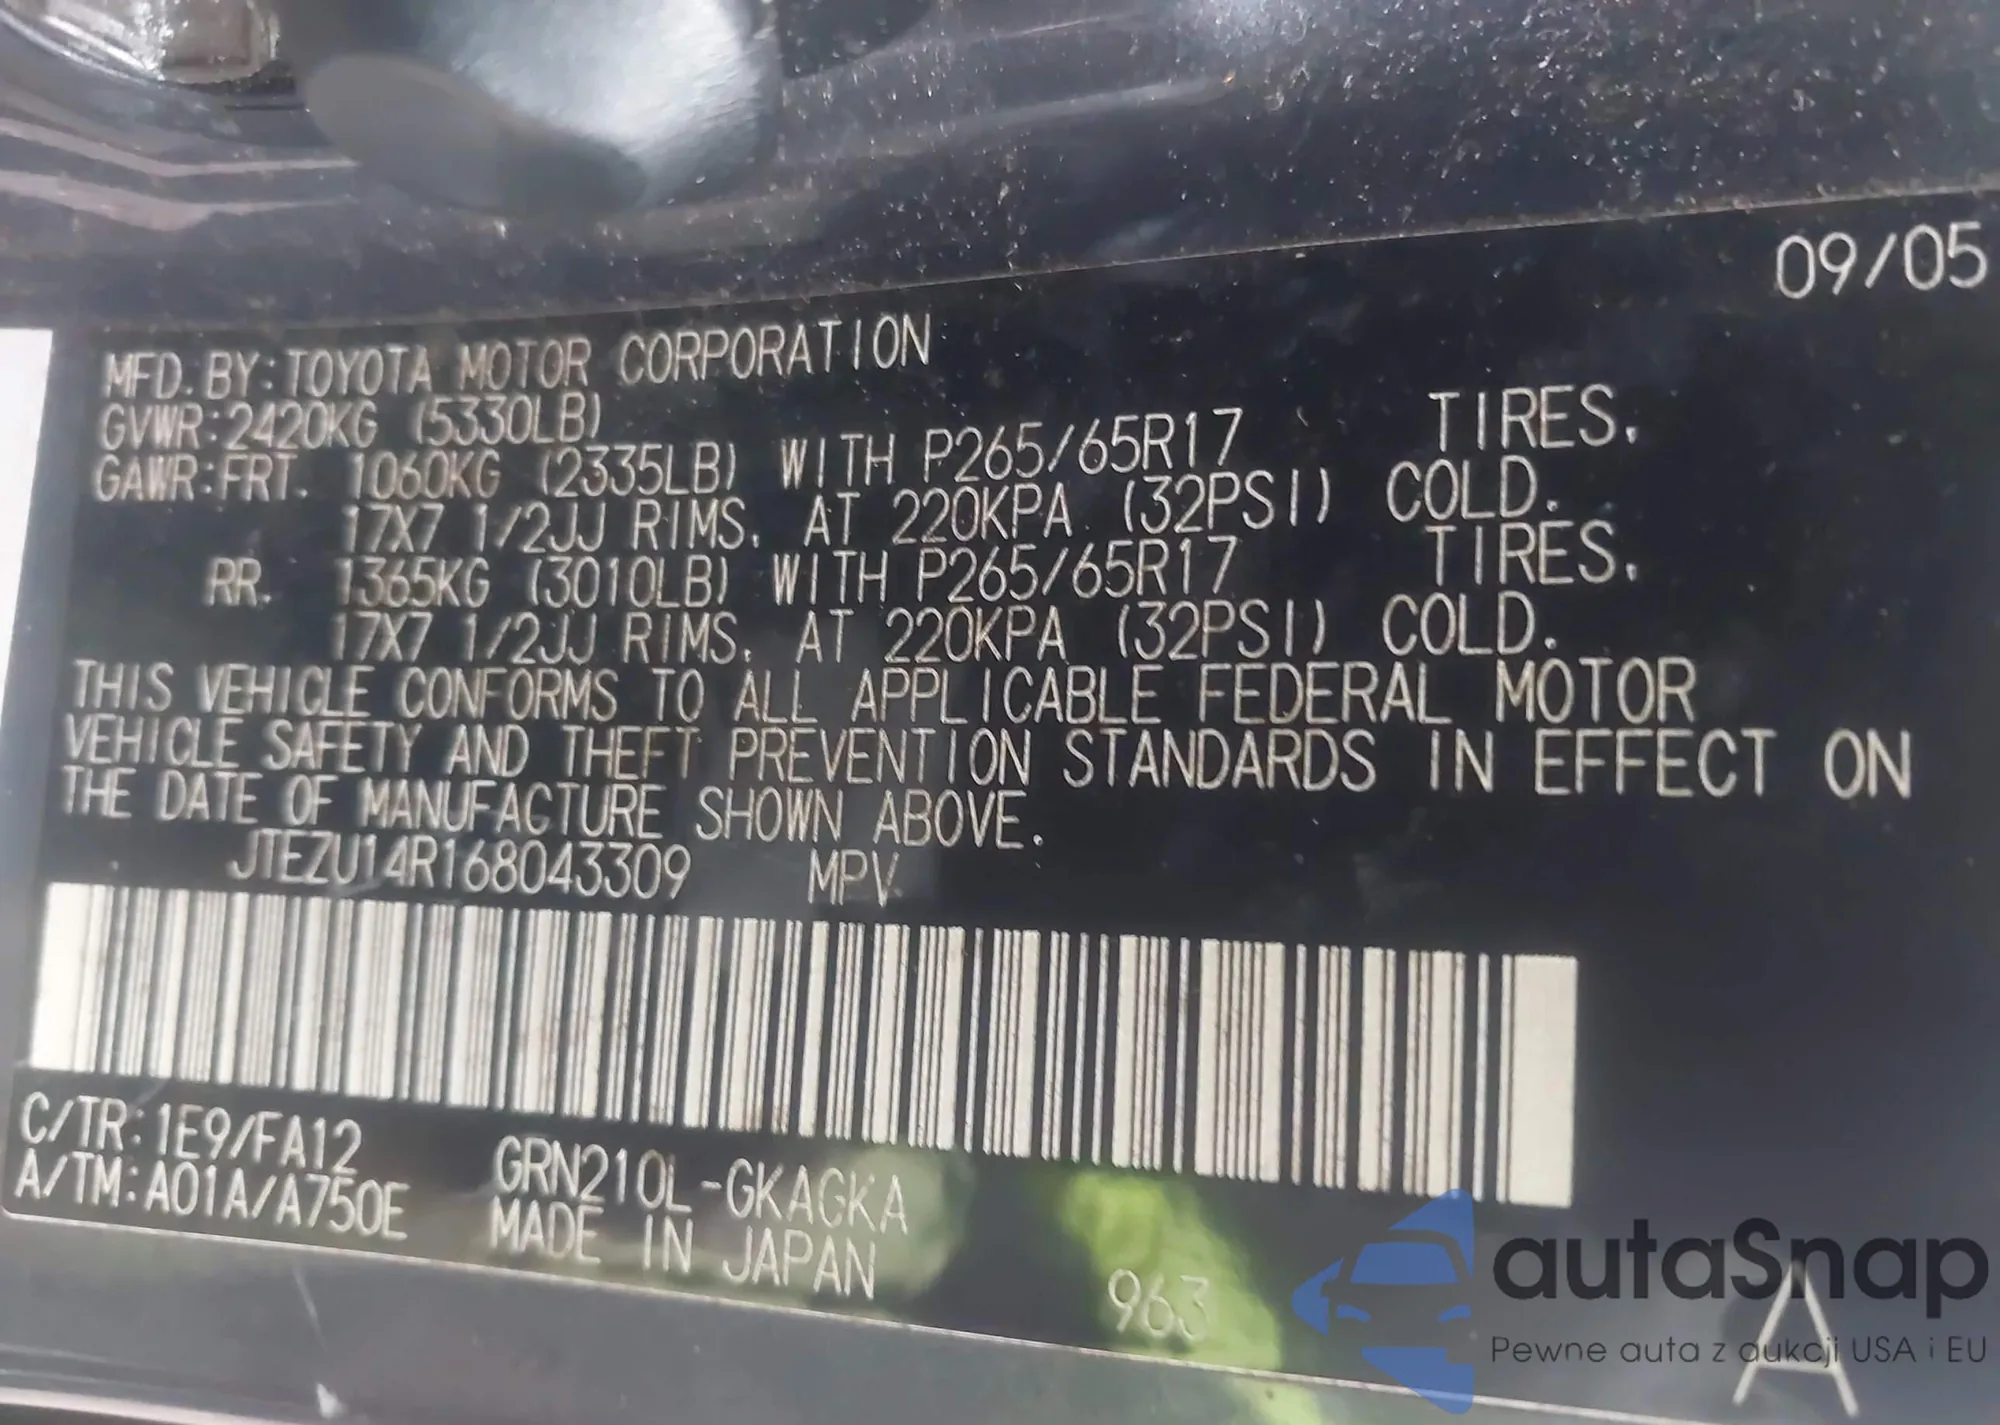 09/05
MFD. BY: TOYOTA MOTOR CORPORATION
GVWR: 2420KG (5330LB)
GAWR: FRT. 1060KG (2335LB) WITH P265/65R17 TIRES.
17X7 1/2JJ RIMS. AT 220KPA (32PSI) COLD.
RR. 1365KG (3010LB) WITH P265/65R17 TIRES.
17X7 1/2JJ RIMS. AT 220KPA (32PSI) COLD.
THIS VEHICLE CONFORMS TO ALL APPLICABLE FEDERAL MOTOR
VEHICLE SAFETY AND THEFT PREVENTION STANDARDS IN EFFECT ON
THE DATE OF MANUFACTURE SHOWN ABOVE.
JTEZU14R168043309 MPV
C/TR: 1E9/FA12
A/TM: A01A/A750E
GRN210L-GKAGKA
MADE IN JAPAN
963
A
autaSnap
Pewne auta z aukcji USA i EU